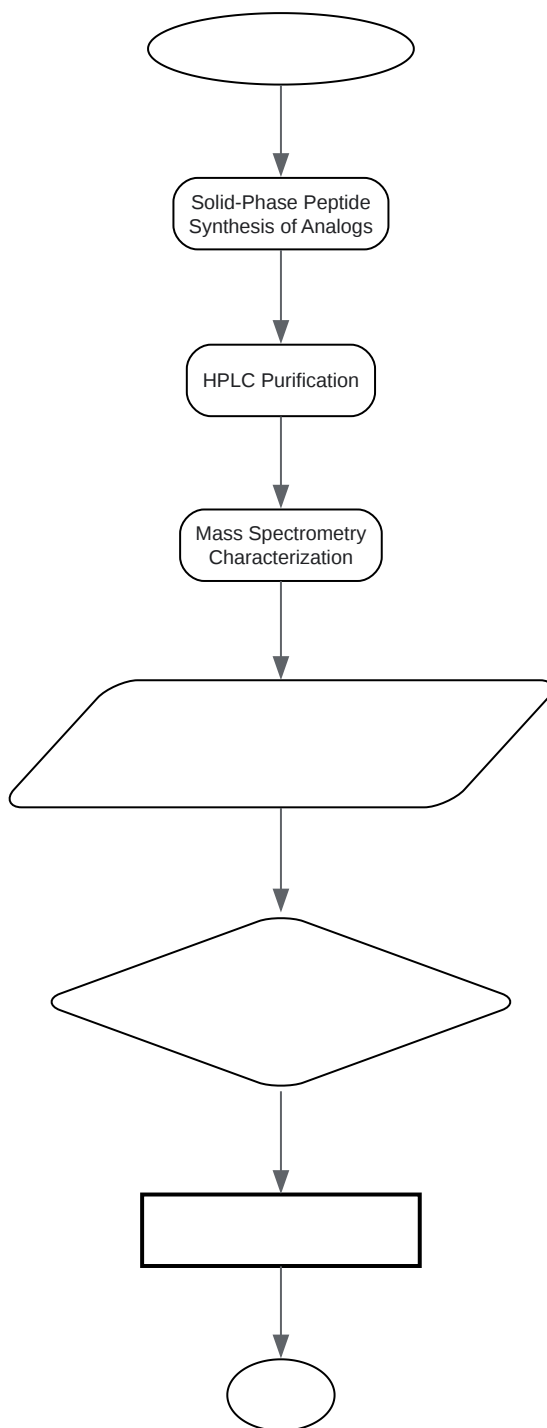 Solid-Phase Peptide
Synthesis of Analogs
HPLC Purification
Mass Spectrometry
Characterization